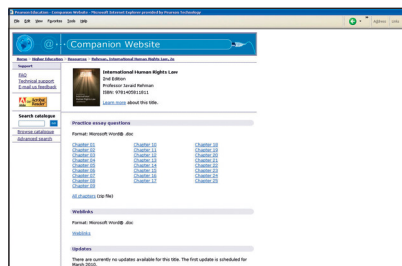 Pearson Education - Companion Website - Microsoft Internet Explorer provided by Pearson Technology
File Edit View Favorites Tools Help
Address Links
Companion Website
Home > Higher Education > Resources > Rehman, International Human Rights Law, 2e
Support
FAQ
Technical support
E-mail us feedback
Get Acrobat Reader
Adobe
Search catalogue
Browse catalogue
Advanced search
International Human Rights Law
2nd Edition
Professor Javaid Rehman
ISBN: 9781405811811
Learn more about this title.
Practice essay questions
Format: Microsoft Word® .doc
Chapter 01 Chapter 10 Chapter 18
Chapter 02 Chapter 11 Chapter 19
Chapter 03 Chapter 12 Chapter 20
Chapter 04 Chapter 13 Chapter 21
Chapter 05 Chapter 14 Chapter 22
Chapter 06 Chapter 15 Chapter 23
Chapter 07 Chapter 16 Chapter 24
Chapter 08 Chapter 17 Chapter 25
Chapter 09
All chapters (zip file)
Weblinks
Format: Microsoft Word® .doc
Weblinks
Updates
There are currently no updates available for this title. The first update is scheduled for
March 2010.